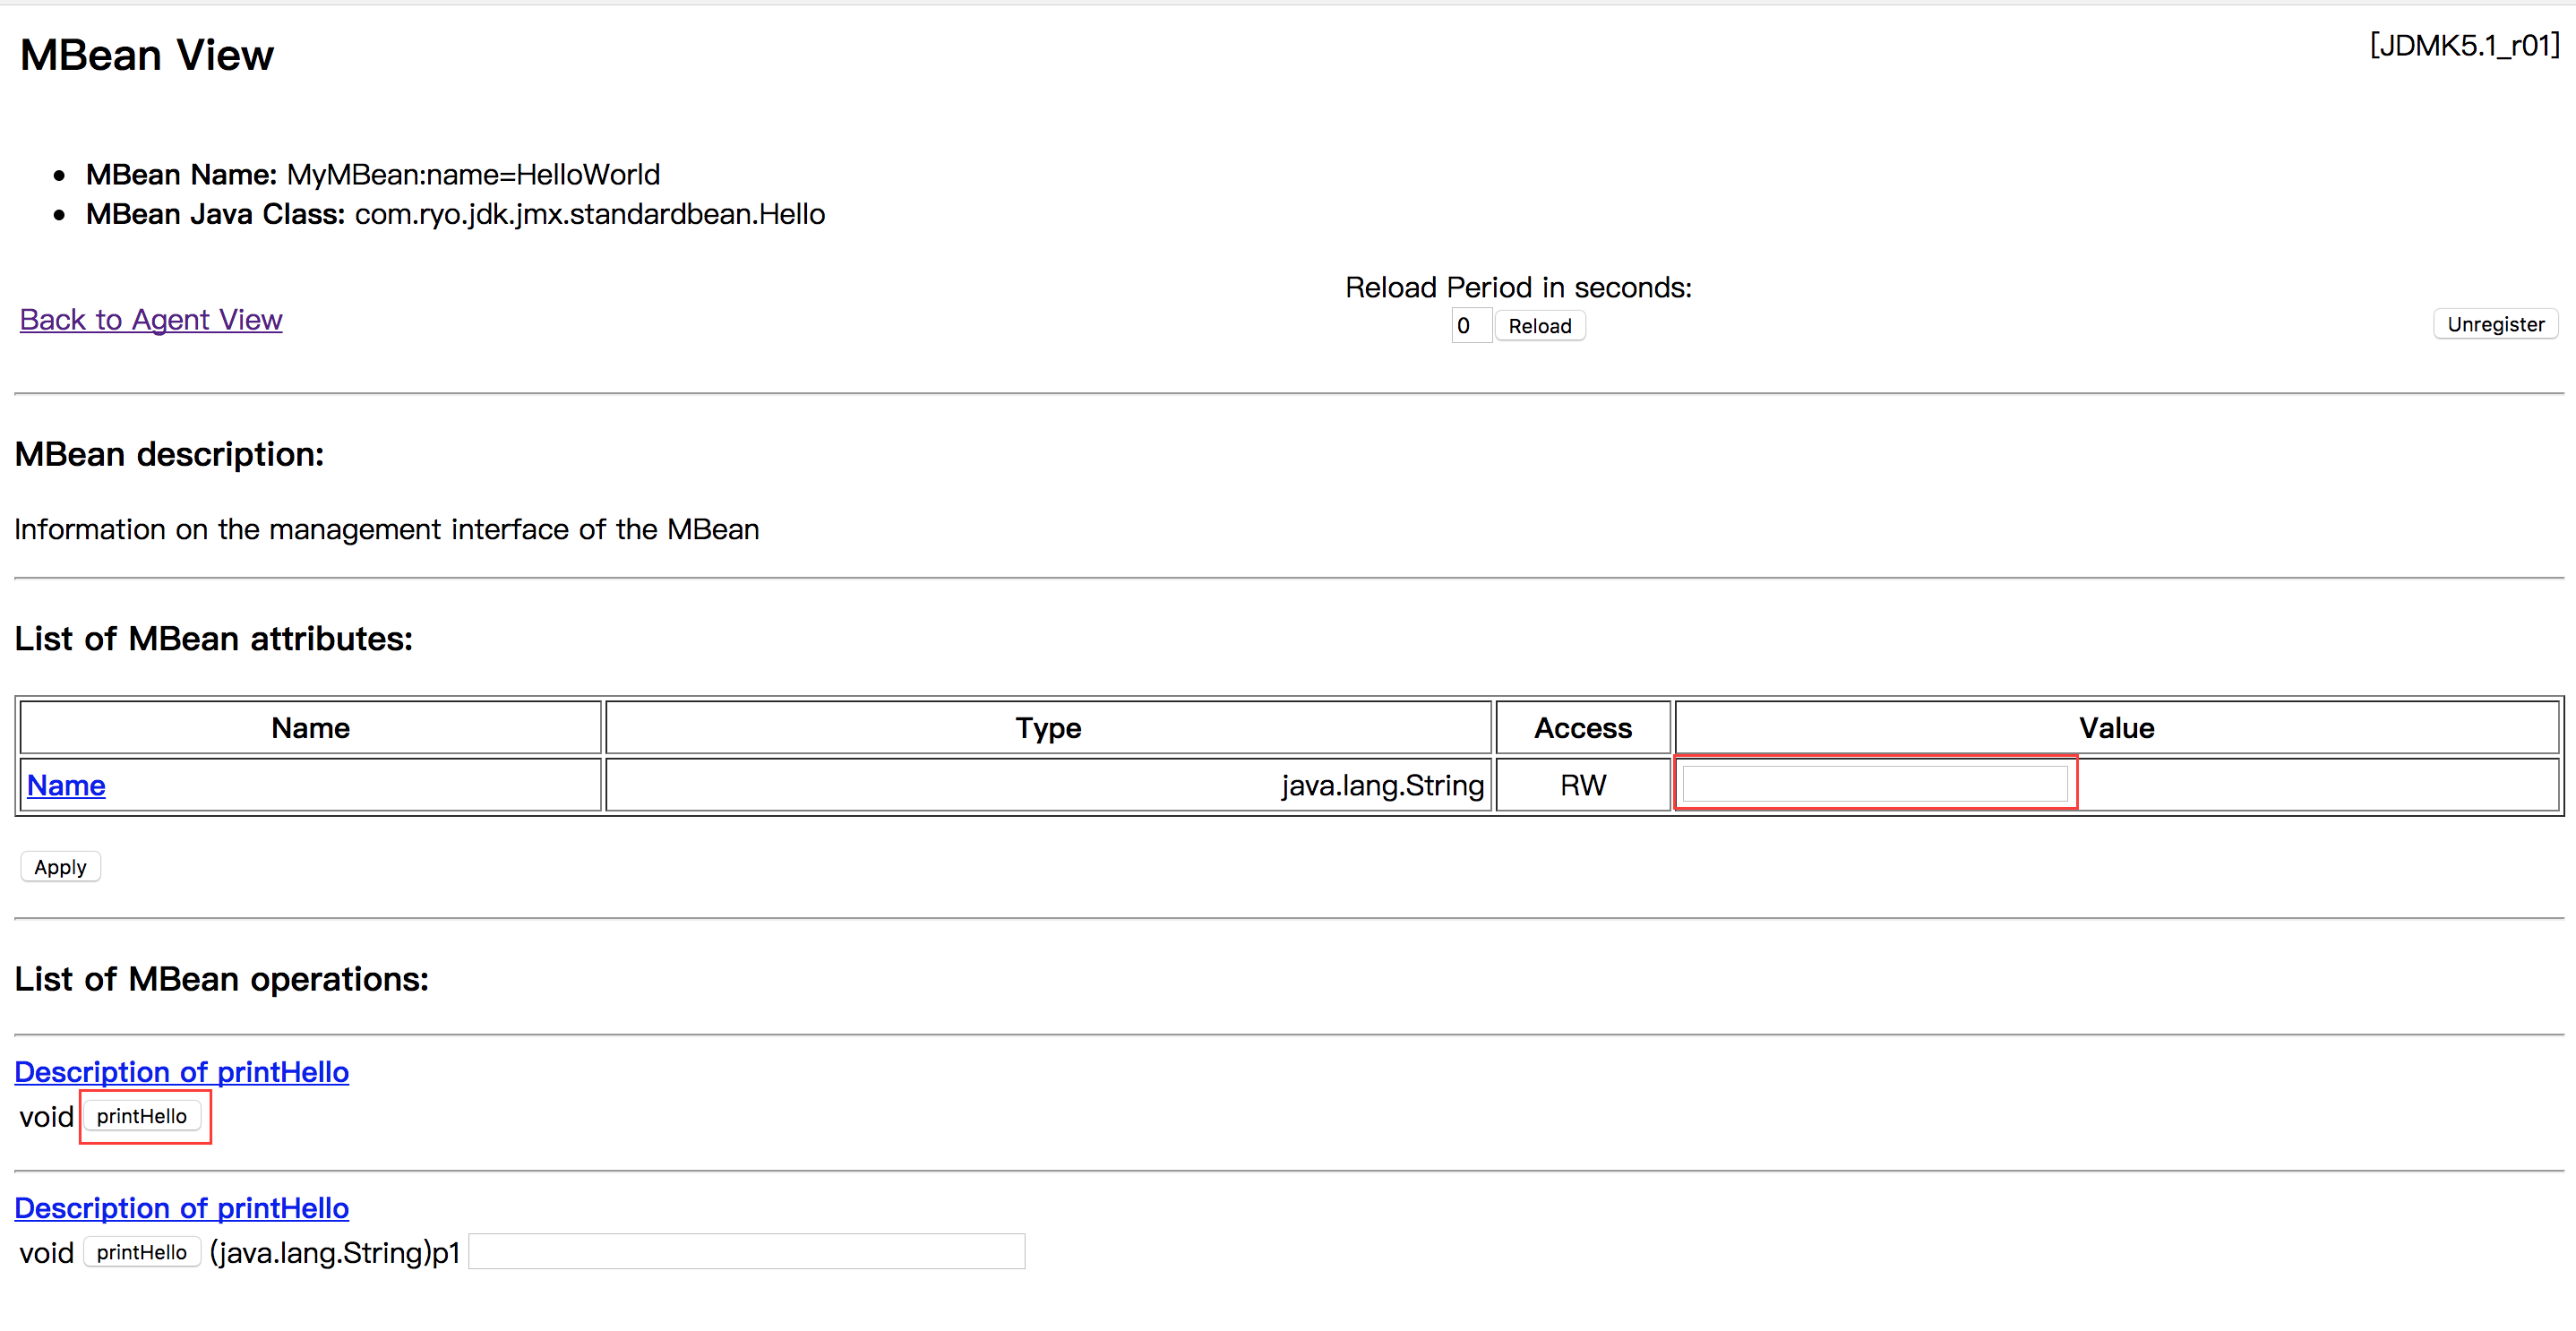 MBean View
[JDMK5.1_r01]
• MBean Name: MyMBean:name=HelloWorld
• MBean Java Class: com.ryo.jdk.jmx.standardbean.Hello
Reload Period in seconds:
Back to Agent View
0 Reload
Unregister
MBean description:
Information on the management interface of the MBean
List of MBean attributes:
Name Type Access Value
Name java.lang.String RW
Apply
List of MBean operations:
Description of printHello
void printHello
Description of printHello
void printHello (java.lang.String)p1